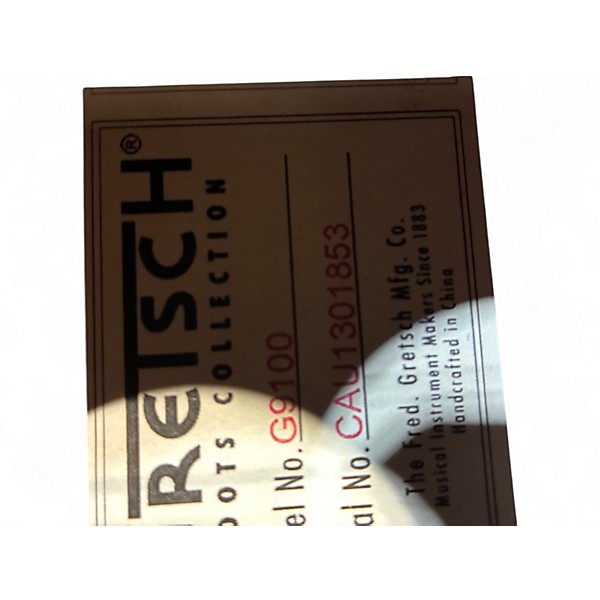 RETSCH®
OOTS COLLECTION
el No. G9100
ial No. CAU1301853
The Fred. Gretsch Mfg. Co.
Musical Instrument Makers Since 1883
Handcrafted in China